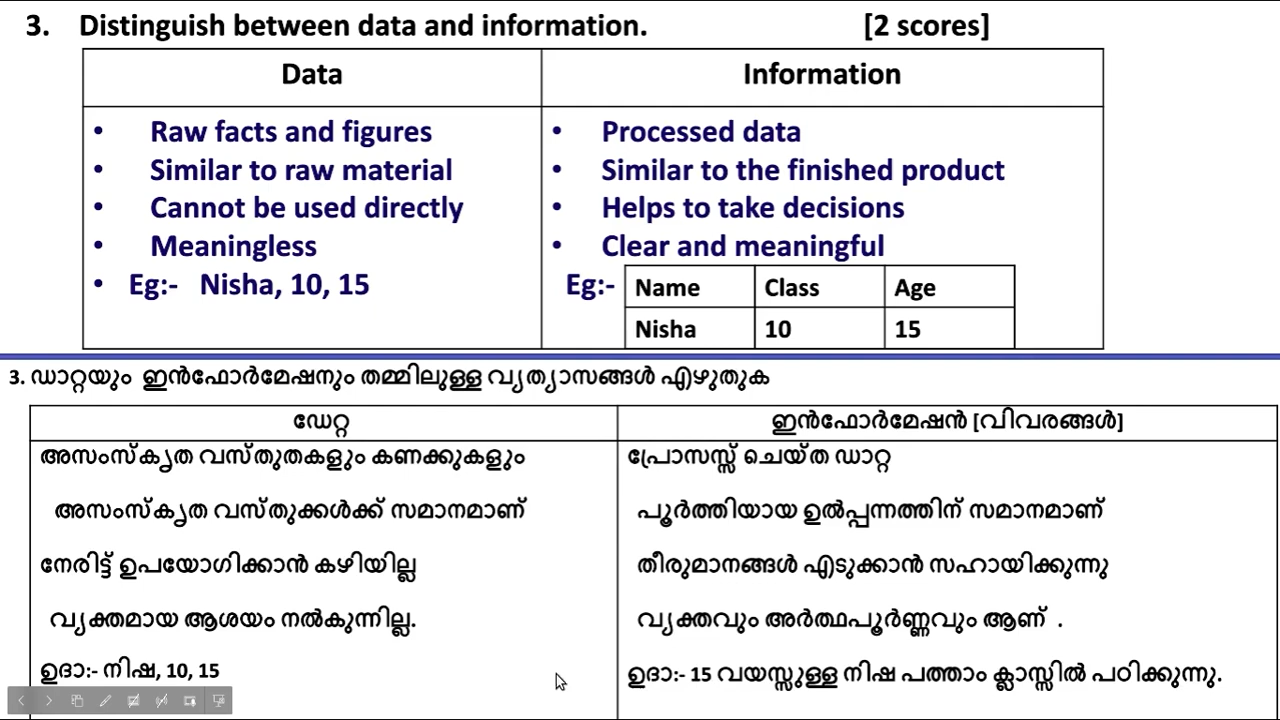 3. Distinguish between data and information. [2 scores]
Data Information
• Raw facts and figures • Processed data
• Similar to raw material • Similar to the finished product
• Cannot be used directly • Helps to take decisions
• Meaningless • Clear and meaningful
• Eg:- Nisha, 10, 15 Eg:- Name Class Age
Nisha 10 15
3. ഡാറ്റയും ഇൻഫോർമേഷനും തമ്മിലുള്ള വ്യത്യാസങ്ങൾ എഴുതുക
ഡേറ്റ ഇൻഫോർമേഷൻ [വിവരങ്ങൾ]
അസംസ്കൃത വസ്തുതകളും കണക്കുകളും പ്രോസസ്സ് ചെയ്ത ഡാറ്റ
അസംസ്കൃത വസ്തുക്കൾക്ക് സമാനമാണ് പൂർത്തിയായ ഉൽപ്പന്നത്തിന് സമാനമാണ്
നേരിട്ട് ഉപയോഗിക്കാൻ കഴിയില്ല തീരുമാനങ്ങൾ എടുക്കാൻ സഹായിക്കുന്നു
വ്യക്തമായ ആശയം നൽകുന്നില്ല. വ്യക്തവും അർത്ഥപൂർണ്ണവും ആണ് .
ഉദാ:- നിഷ, 10, 15 ഉദാ:- 15 വയസ്സുള്ള നിഷ പത്താം ക്ലാസ്സിൽ പഠിക്കുന്നു.